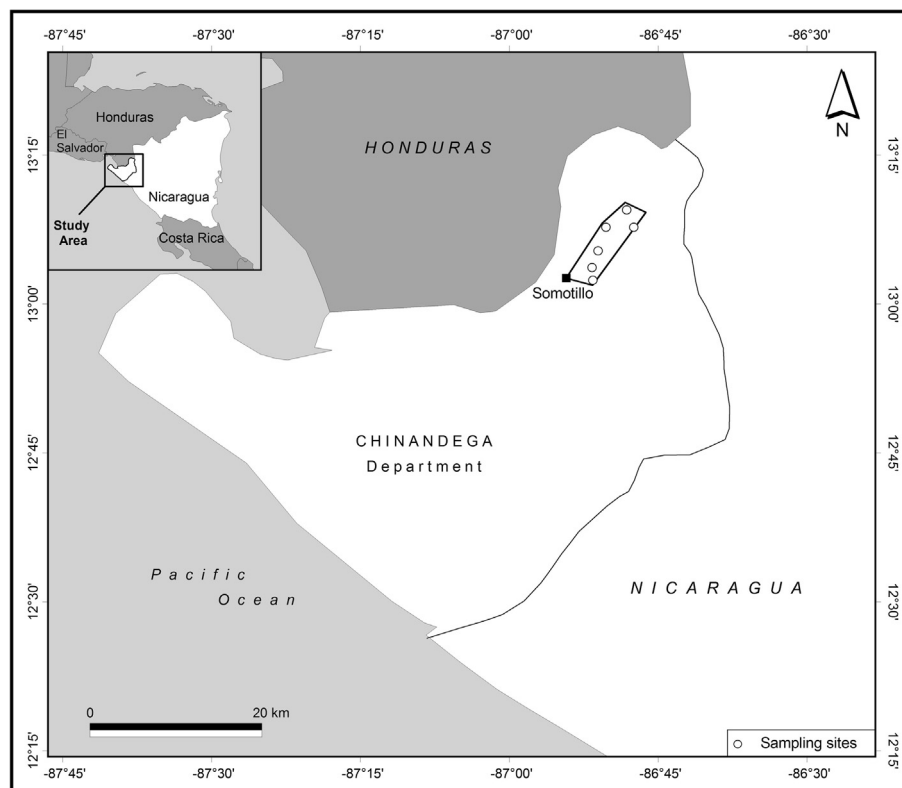 -87°45'
-87°30'
-87°15'
-87°00'
-86°45'
-86°30'
Honduras
El
Salvador
Nicaragua
Study
Area
Costa Rica
HONDURAS
N
13°15'
13°15'
Somotillo
13°00'
13°00'
CHINANDEGA
Department
12°45'
12°45'
Pacific
Ocean
NICARAGUA
12°30'
12°30'
0 20 km
Sampling sites
12°15'
12°15'
-87°45'
-87°30'
-87°15'
-87°00'
-86°45'
-86°30'